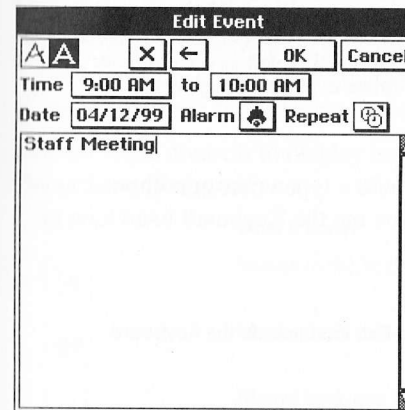 Edit Event
A A × ← OK Cancel
Time 9:00 AM to 10:00 AM
Date 04/12/99 Alarm Repeat
Staff Meeting